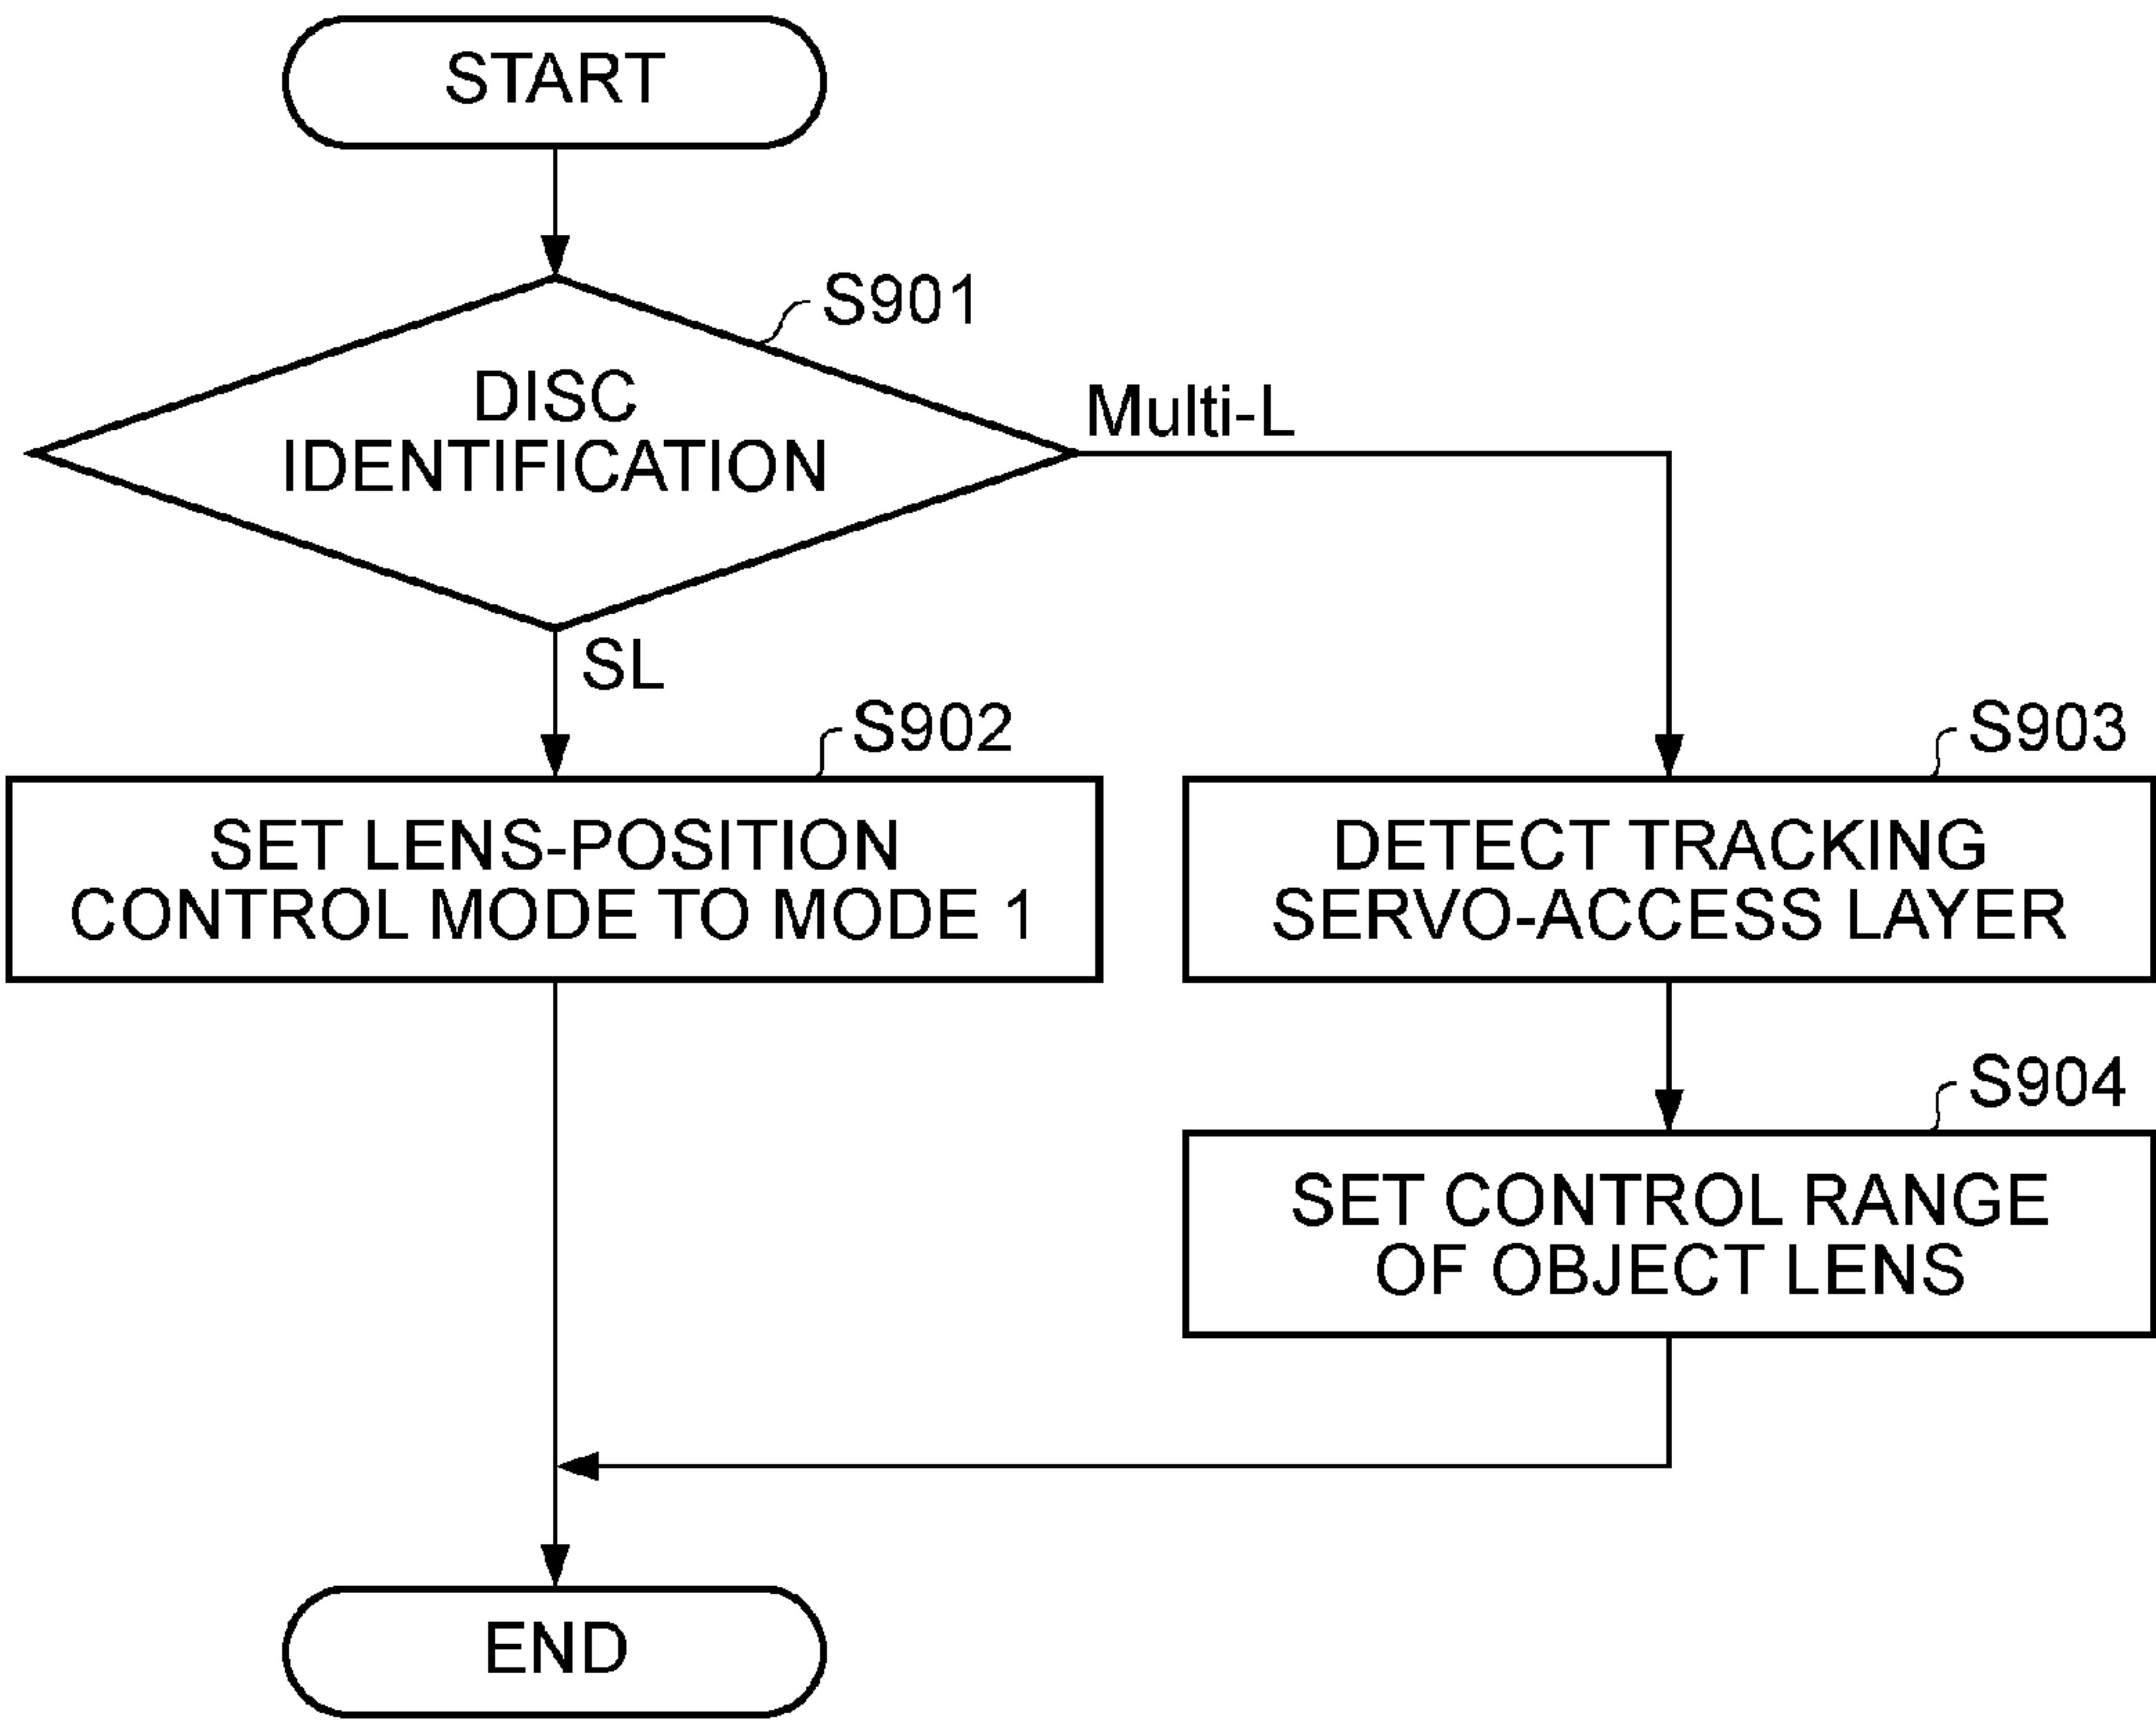 START
S901
DISC
IDENTIFICATION
Multi-L
SL
S902
SET LENS-POSITION
CONTROL MODE TO MODE 1
S903
DETECT TRACKING
SERVO-ACCESS LAYER
S904
SET CONTROL RANGE
OF OBJECT LENS
END